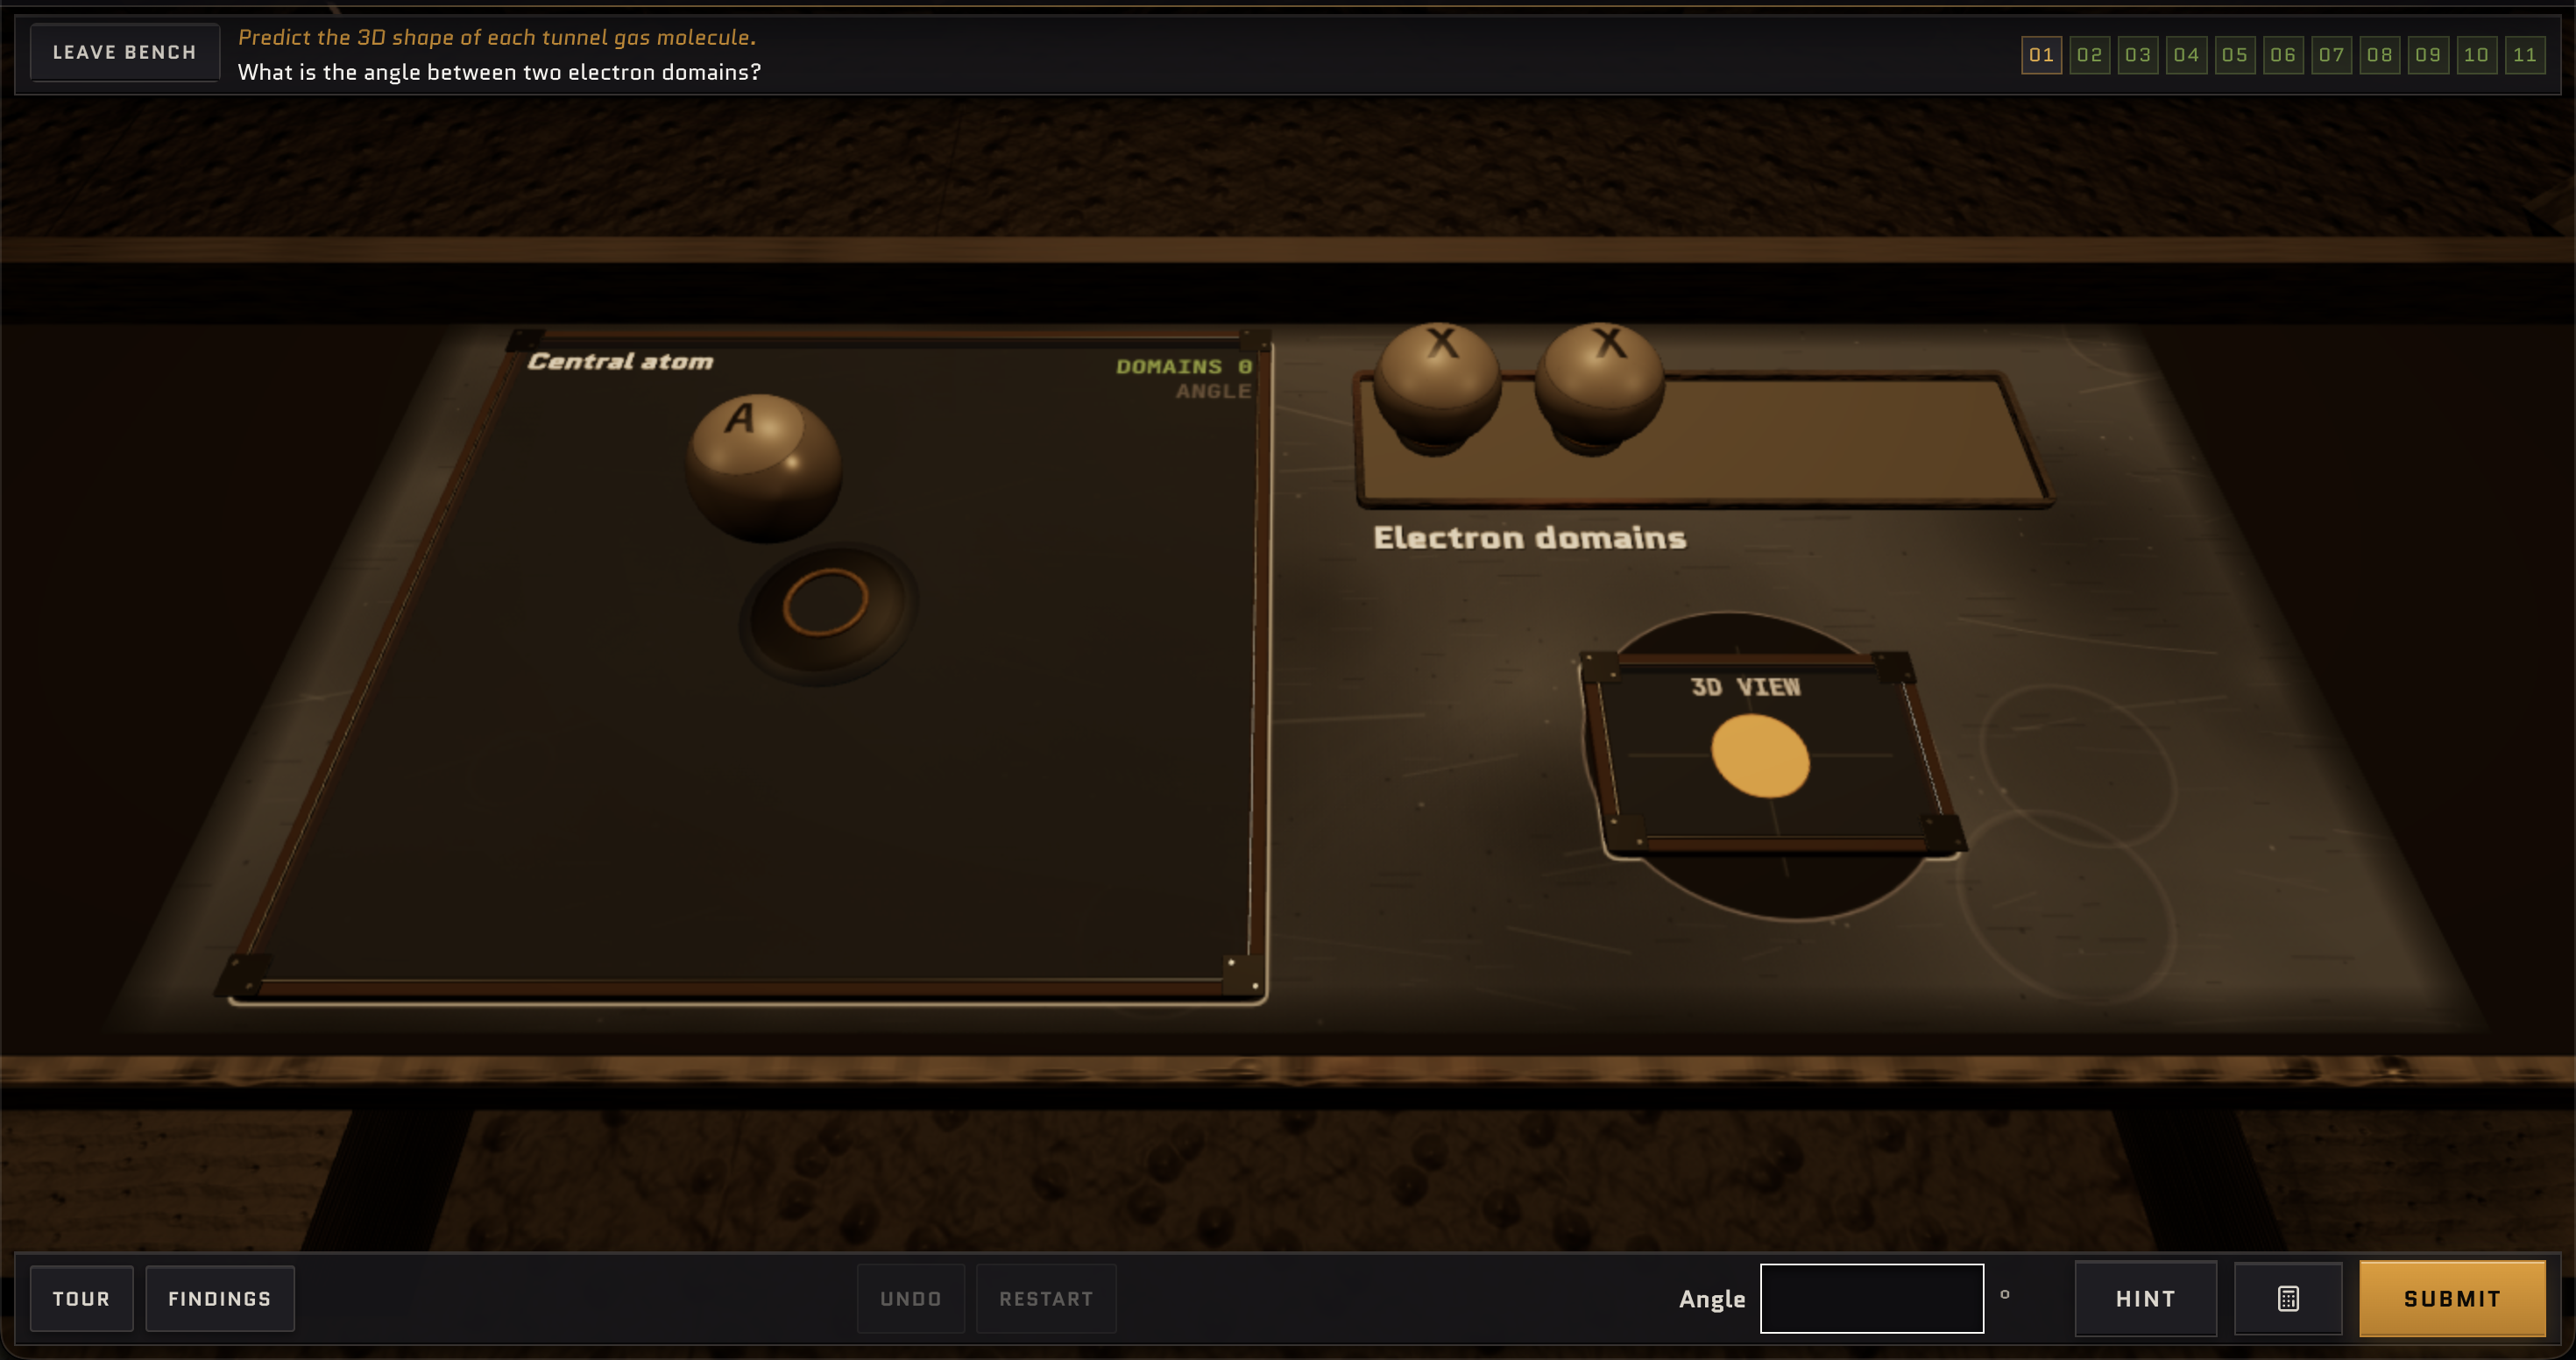 LEAVE BENCH
Predict the 3D shape of each tunnel gas molecule.
What is the angle between two electron domains?
01 02 03 04 05 06 07 08 09 10 11
Central atom
DOMAINS 0
ANGLE
A
X X
Electron domains
3D VIEW
TOUR FINDINGS UNDO RESTART Angle ° HINT SUBMIT